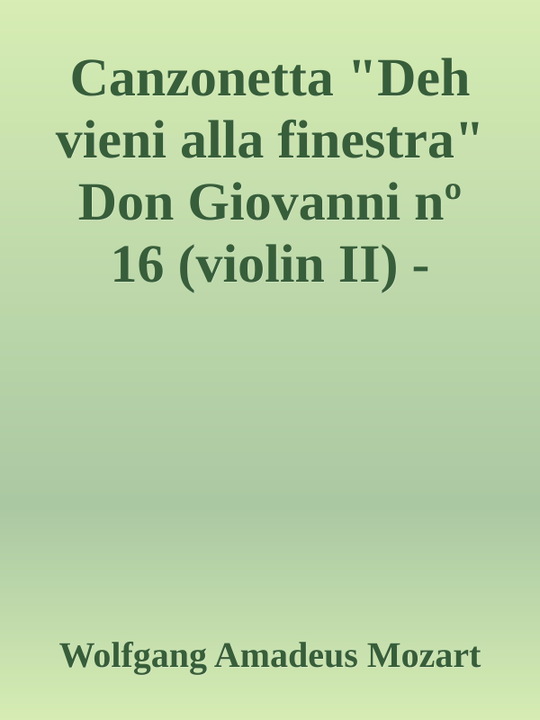 Canzonetta "Deh
vieni alla finestra"
Don Giovanni nº
16 (violin II) -
Wolfgang Amadeus Mozart